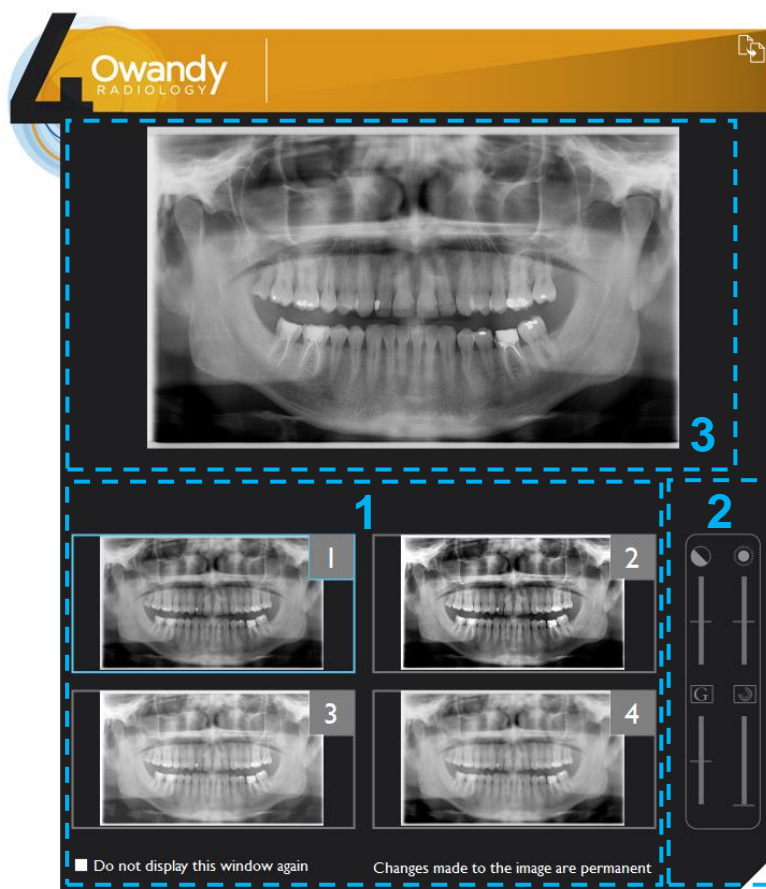 4
Owandy
RADIOLOGY
3
1
2
1
2
G
3
4
Do not display this window again
Changes made to the image are permanent